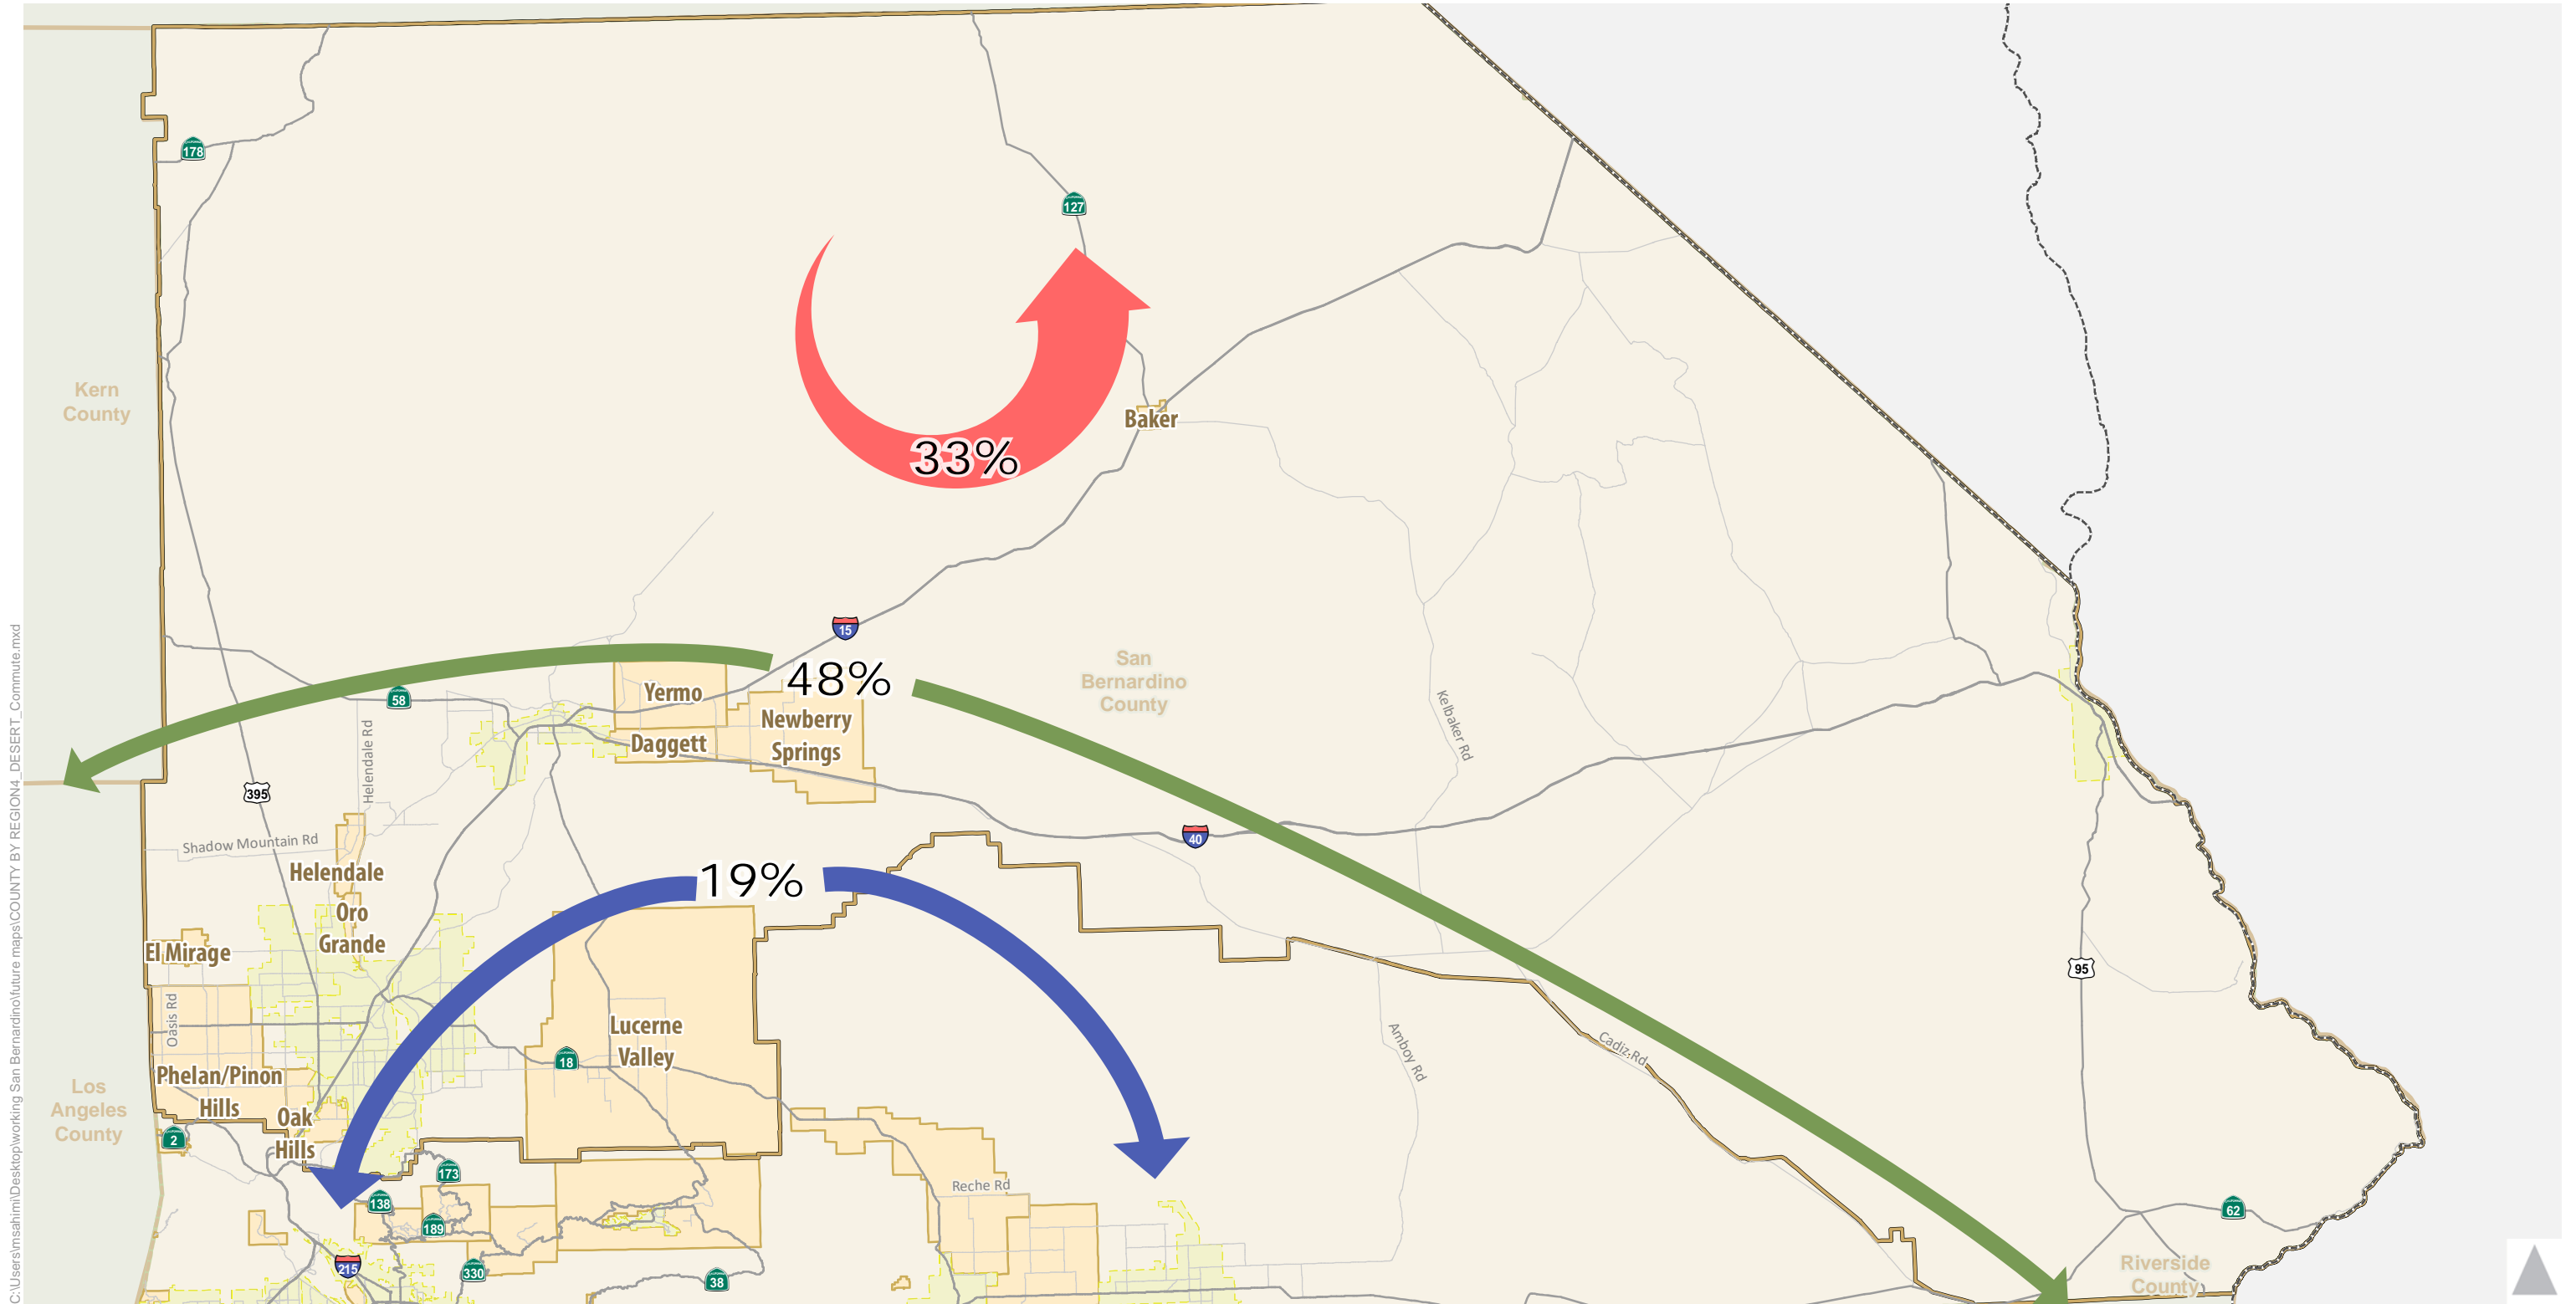 178
127
Kern
County
Baker
33%
15
San
Bernardino
County
48%
Yermo
58
Newberry
Springs
Daggett
Helendale Rd
Kelbaker Rd
395
40
Shadow Mountain Rd
Helendale
19%
Oro
Grande
El Mirage
95
Oasis Rd
Lucerne
Valley
18
Amboy Rd
Cadiz Rd
Phelan/Pinon
Hills
Los
Angeles
County
Oak
Hills
2
173
138
Reche Rd
189
62
215
330
38
Riverside
County
C:\Users\msahimi\Desktop\working San Bernardino\future maps\COUNTY BY REGION4_DESERT_Commute.mxd